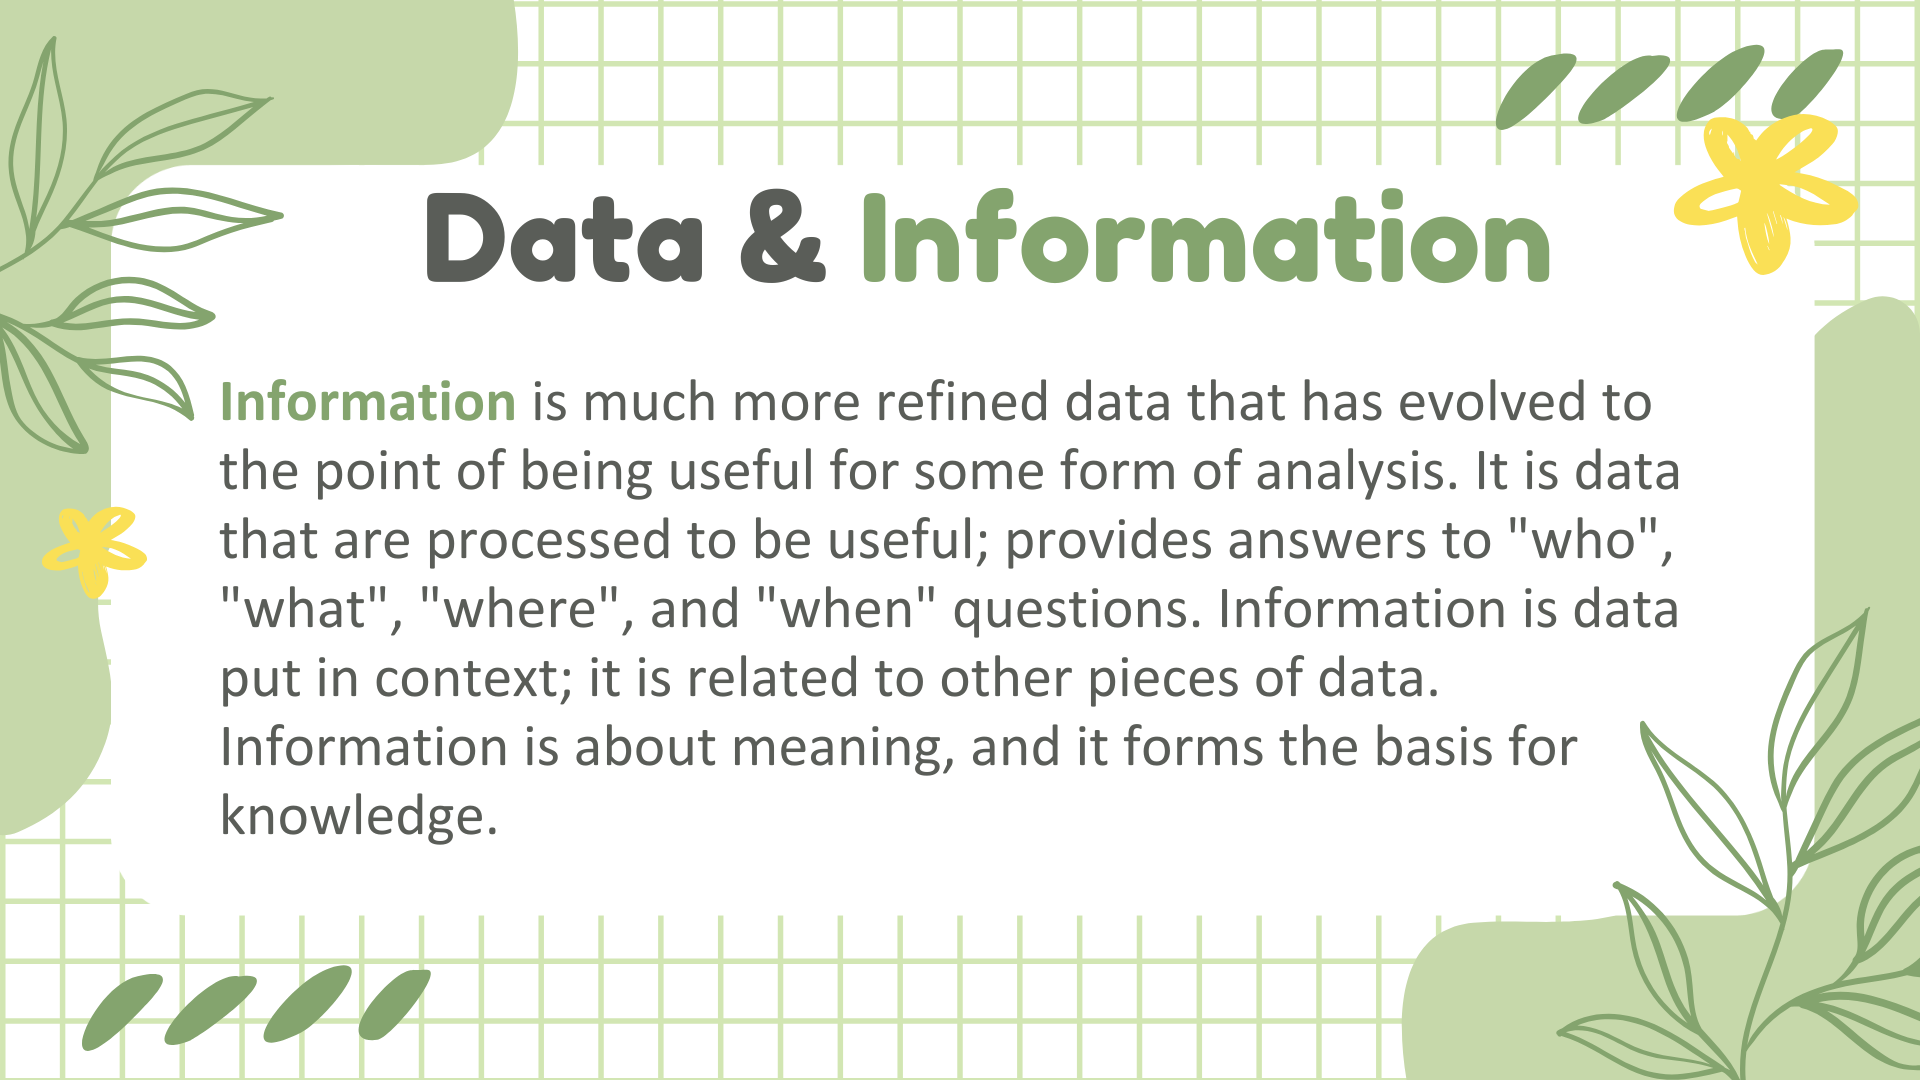 Data & Information
Information is much more refined data that has evolved to
the point of being useful for some form of analysis. It is data
that are processed to be useful; provides answers to "who",
"what", "where", and "when" questions. Information is data
put in context; it is related to other pieces of data.
Information is about meaning, and it forms the basis for
knowledge.